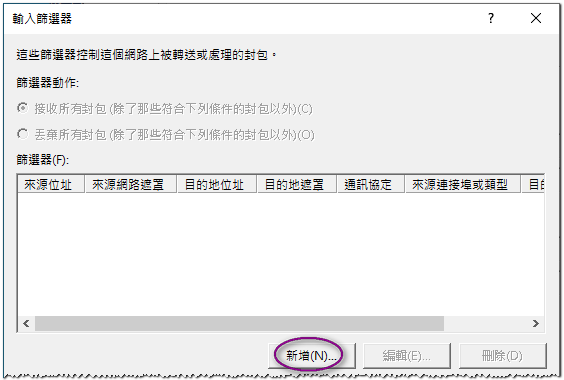 輸入篩選器
?
這些篩選器控制這個網路上被轉送或處理的封包。
篩選器動作:
接收所有封包 (除了那些符合下列條件的封包以外)(C)
丟棄所有封包 (除了那些符合下列條件的封包以外)(O)
篩選器(F):
來源位址 來源網路遮罩 目的地位址 目的地遮置 通訊協定 來源連接埠或類型 目的
新增(N)... 編輯(E)... 刪除(D)